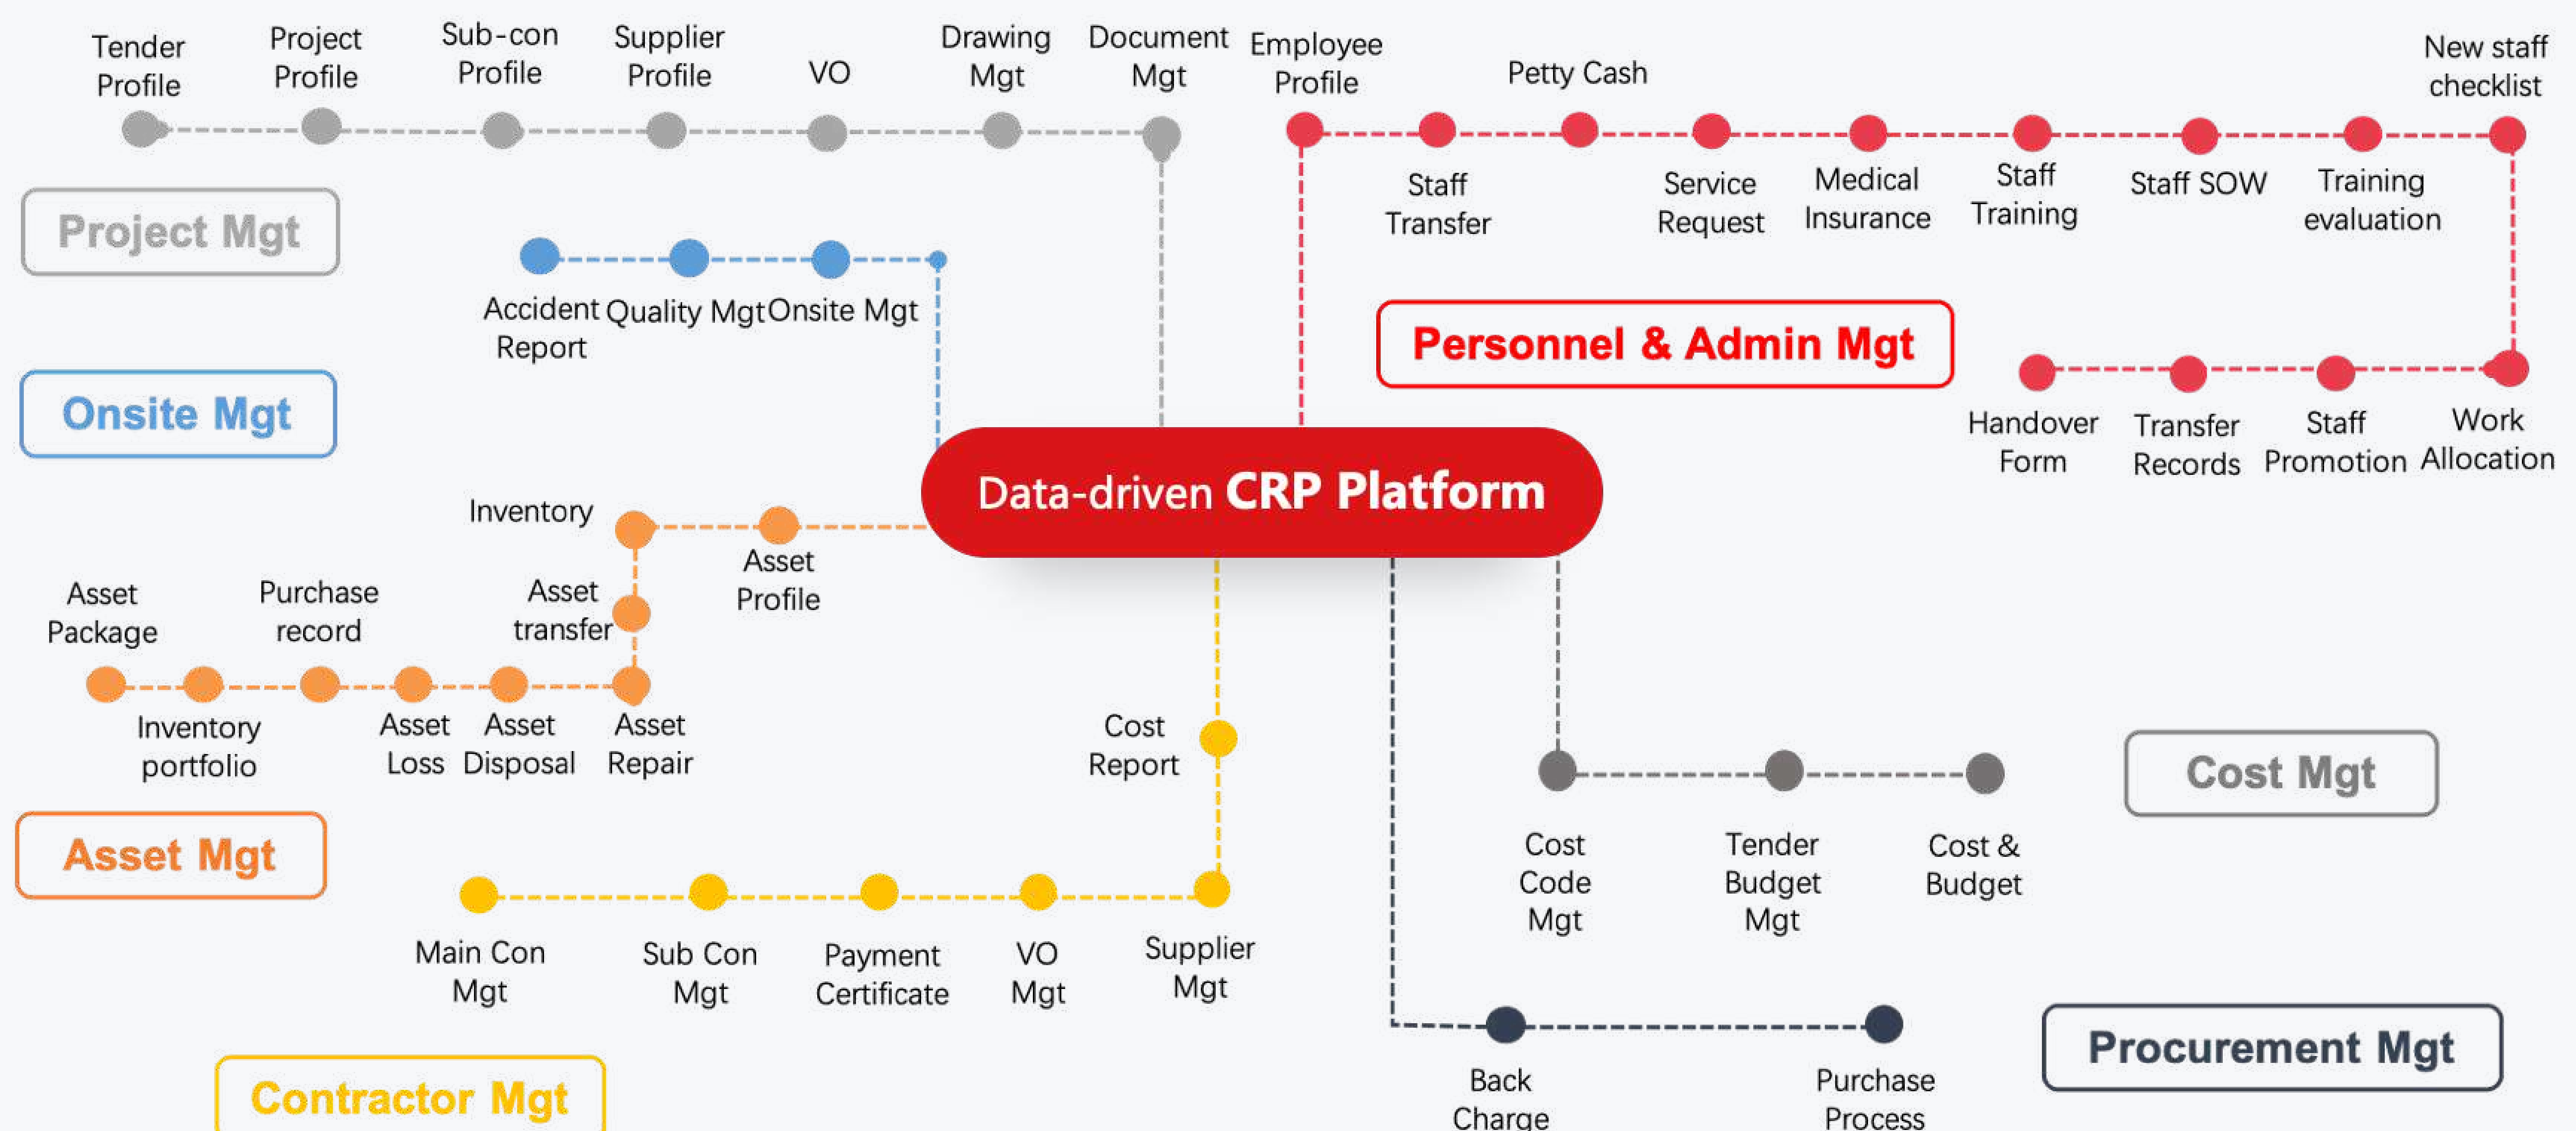 Tender
Profile
Project
Profile
Sub-con
Profile
Supplier
Profile
VO
Drawing
Mgt
Document
Mgt
Employee
Profile
Petty Cash
New staff
checklist
Staff
Transfer
Service
Request
Medical
Insurance
Staff
Training
Staff SOW
Training
evaluation
Project Mgt
Accident
Report
Quality Mgt
Onsite Mgt
Personnel & Admin Mgt
Onsite Mgt
Handover
Form
Transfer
Records
Staff
Promotion
Work
Allocation
Data-driven CRP Platform
Inventory
Asset
Profile
Asset
Package
Purchase
record
Asset
transfer
Inventory
portfolio
Asset
Loss
Asset
Disposal
Asset
Repair
Cost
Report
Cost Mgt
Asset Mgt
Cost
Code
Mgt
Tender
Budget
Mgt
Cost &
Budget
Main Con
Mgt
Sub Con
Mgt
Payment
Certificate
VO
Mgt
Supplier
Mgt
Procurement Mgt
Contractor Mgt
Back
Charge
Purchase
Process